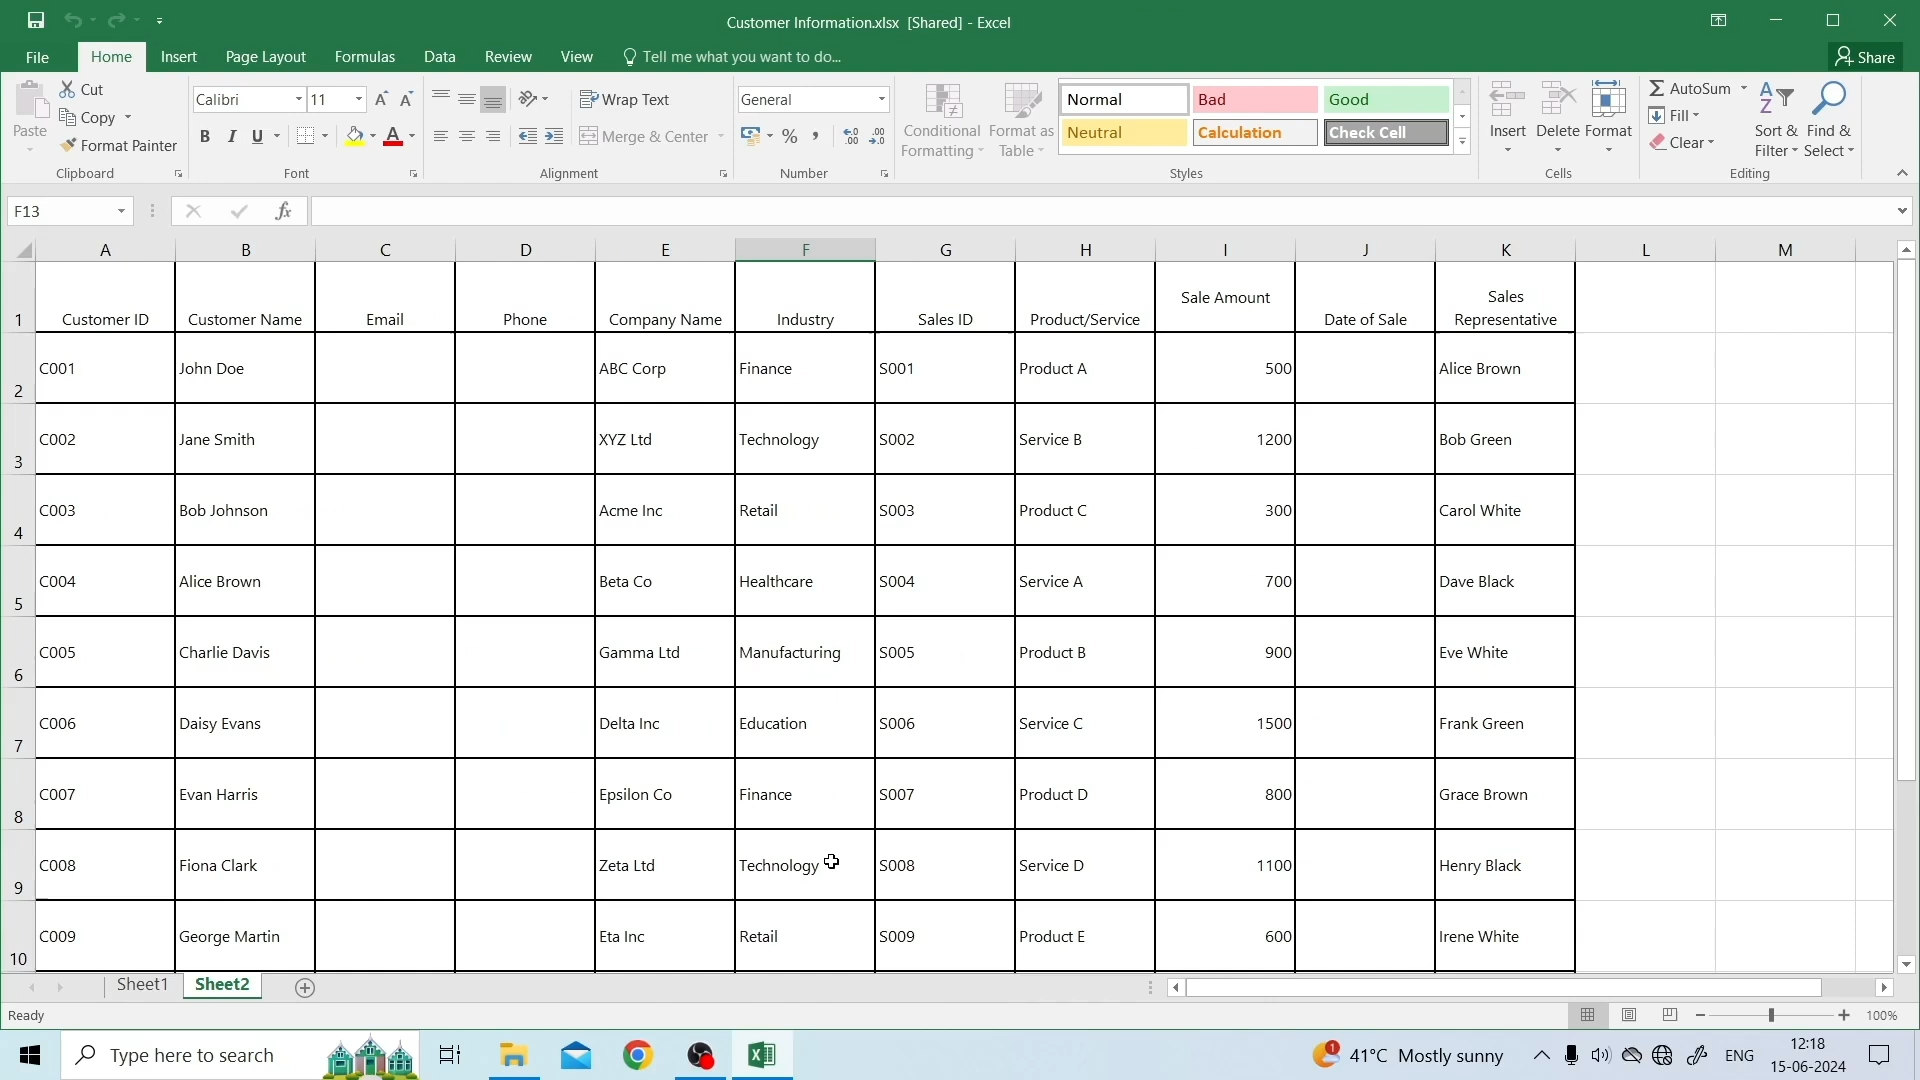 Customer Information.xlsx [Shared] - Excel
File Home Insert Page Layout Formulas Data Review View Tell me what you want to do... Share
Paste
Cut
Copy
Format Painter
Clipboard
Calibri 11
B I U
Font
Wrap Text
Merge & Center
Alignment
General
% ,
Number
Conditional Formatting
Format as Table
Normal Bad Good
Neutral Calculation Check Cell
Styles
Insert Delete Format
Cells
AutoSum
Fill
Clear
Sort & Filter
Find & Select
Editing
F13 fx
A B C D E F G H I J K L M
1 Customer ID Customer Name Email Phone Company Name Industry Sales ID Product/Service Sale Amount Date of Sale Sales Representative
2 C001 John Doe ABC Corp Finance S001 Product A 500 Alice Brown
3 C002 Jane Smith XYZ Ltd Technology S002 Service B 1200 Bob Green
4 C003 Bob Johnson Acme Inc Retail S003 Product C 300 Carol White
5 C004 Alice Brown Beta Co Healthcare S004 Service A 700 Dave Black
6 C005 Charlie Davis Gamma Ltd Manufacturing S005 Product B 900 Eve White
7 C006 Daisy Evans Delta Inc Education S006 Service C 1500 Frank Green
8 C007 Evan Harris Epsilon Co Finance S007 Product D 800 Grace Brown
9 C008 Fiona Clark Zeta Ltd Technology S008 Service D 1100 Henry Black
10 C009 George Martin Eta Inc Retail S009 Product E 600 Irene White
Sheet1 Sheet2
Ready 100%
Type here to search
41°C Mostly sunny ENG
12:18
15-06-2024